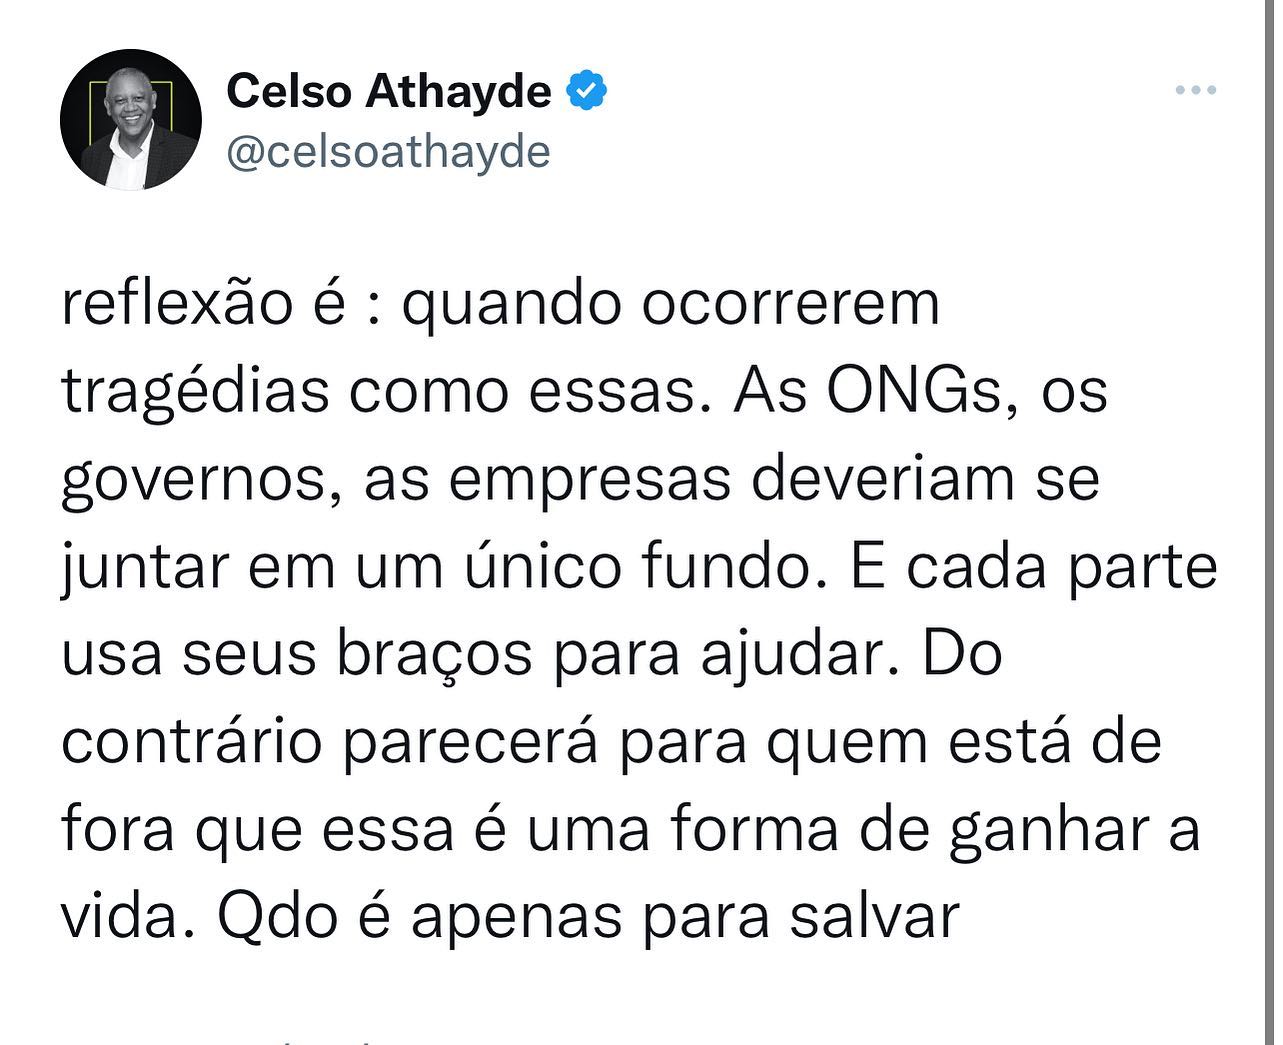 Celso Athayde
@celsoathayde
reflexão é : quando ocorrerem
tragédias como essas. As ONGs, os
governos, as empresas deveriam se
juntar em um único fundo. E cada parte
usa seus braços para ajudar. Do
contrário parecerá para quem está de
fora que essa é uma forma de ganhar a
vida. Qdo é apenas para salvar